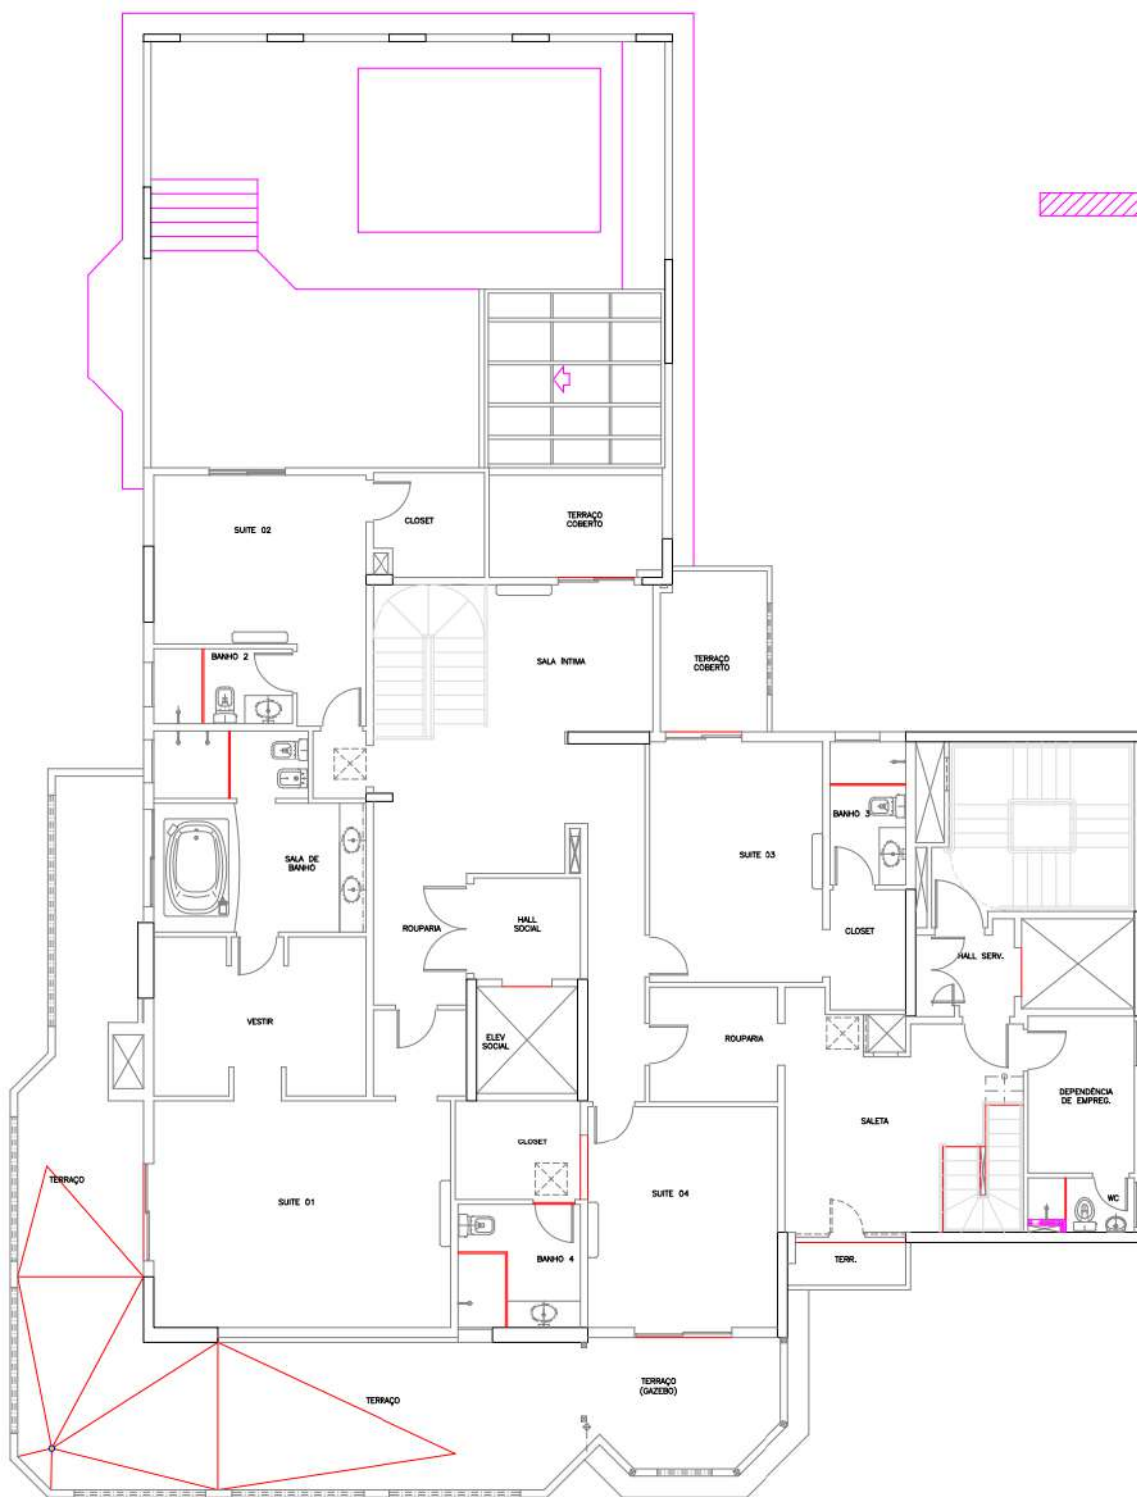 SUITE 02
CLOSET
TERRAÇO
COBERTO
BANHO 2
SALA ÍNTIMA
TERRAÇO
COBERTO
BANHO 3
SALA DE
BANHO
SUITE 03
ROUPARIA
HALL
SOCIAL
CLOSET
HALL SERV.
VESTIR
ELEV
SOCIAL
ROUPARIA
DEPENDÊNCIA
DE EMPREG.
SALETA
CLOSET
TERRAÇO
SUITE 01
SUITE 04
WC
BANHO 4
TERR.
TERRAÇO
TERRAÇO
(GAZEBO)